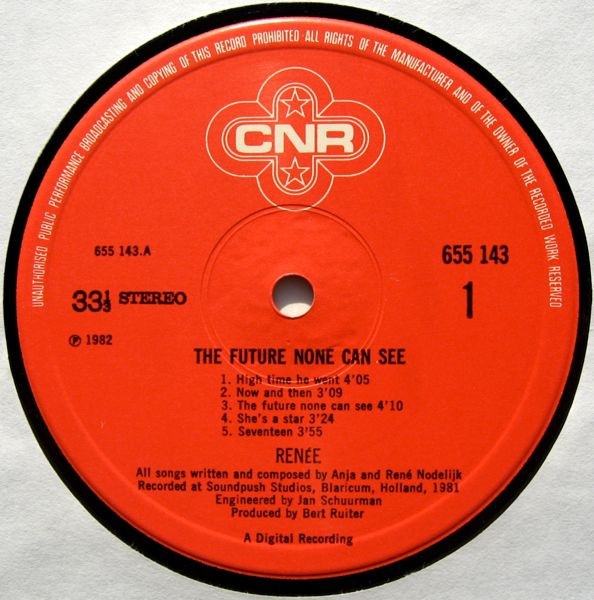 UNAUTHORISED PUBLIC PERFORMANCE BROADCASTING AND COPYING OF THIS RECORD PROHIBITED·ALL RIGHTS OF THE MANUFACTURER AND OF THE OWNER OF THE RECORDED WORK RESERVED
CNR
655 143.A
655 143
33⅓ STEREO
1
℗ 1982
THE FUTURE NONE CAN SEE
1. High time he went 4'05
2. Now and then 3'09
3. The future none can see 4'10
4. She's a star 3'24
5. Seventeen 3'55
RENÉE
All songs written and composed by Anja and René Nodelijk
Recorded at Soundpush Studios, Blaricum, Holland, 1981
Engineered by Jan Schuurman
Produced by Bert Ruiter
A Digital Recording